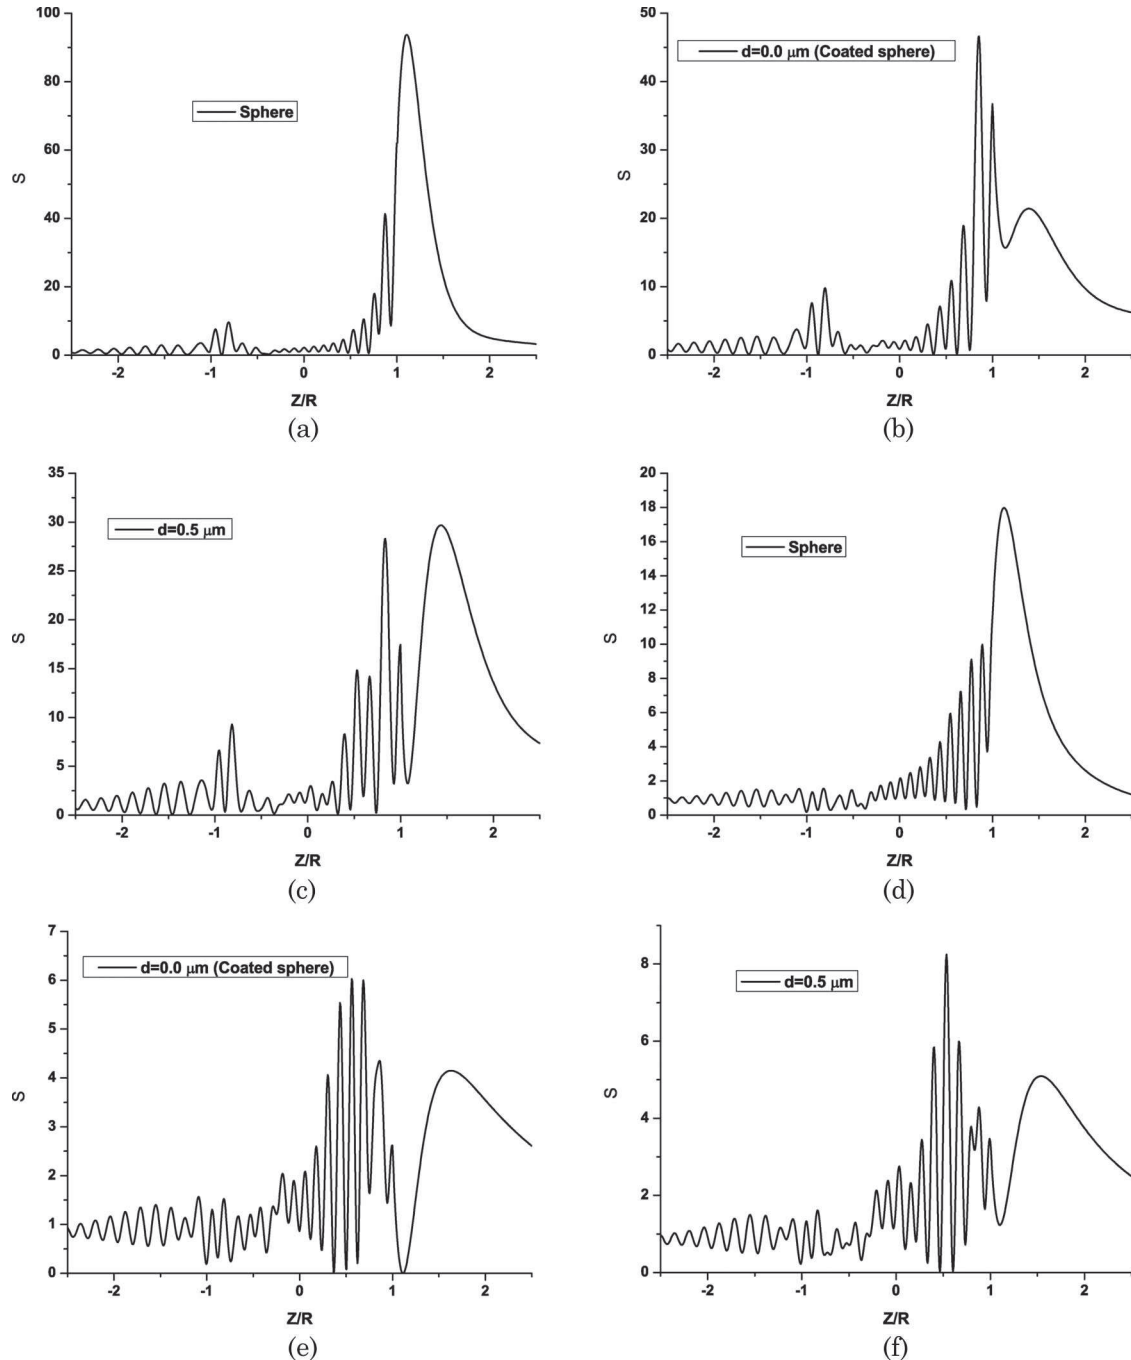 100
80
60
40
20
0
S
Sphere
-2 -1 0 1 2
Z/R
(a)
50
40
30
20
10
0
S
d=0.0 μm (Coated sphere)
-2 -1 0 1 2
Z/R
(b)
35
30
25
20
15
10
5
0
S
d=0.5 μm
-2 -1 0 1 2
Z/R
(c)
20
18
16
14
12
10
8
6
4
2
0
S
Sphere
-2 -1 0 1 2
Z/R
(d)
7
6
5
4
3
2
1
0
S
d=0.0 μm (Coated sphere)
-2 -1 0 1 2
Z/R
(e)
8
6
4
2
0
S
d=0.5 μm
-2 -1 0 1 2
Z/R
(f)